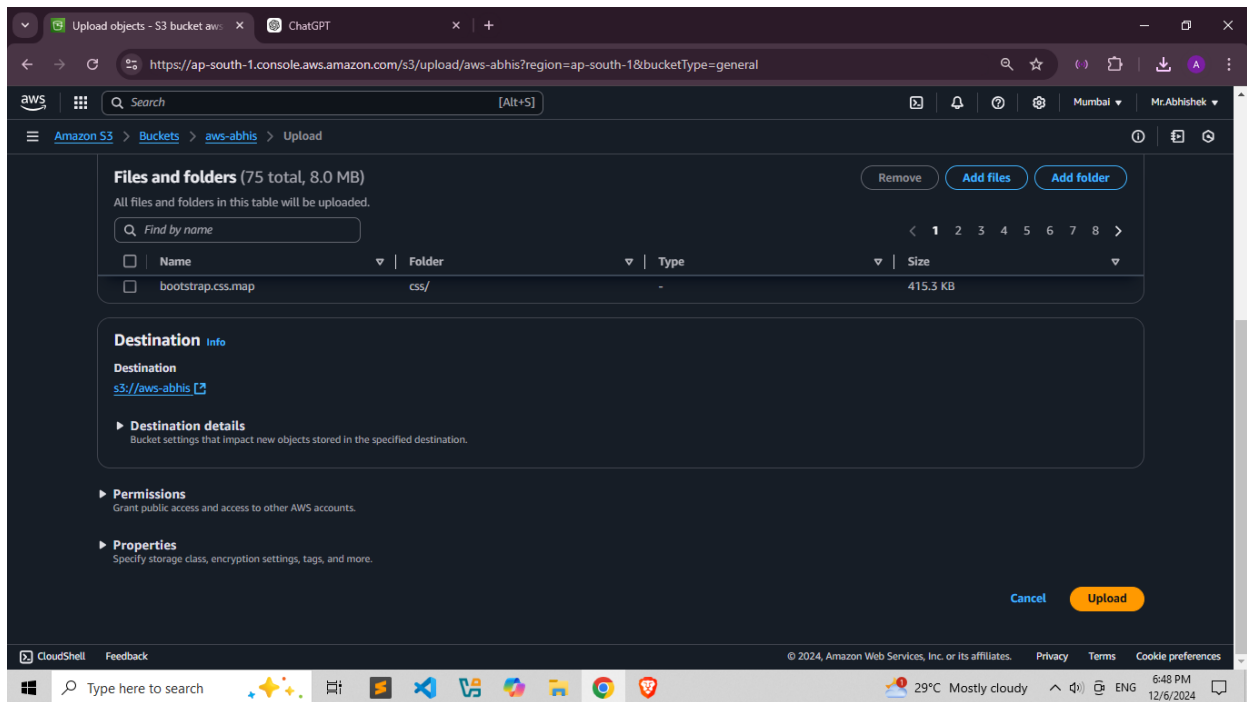 Upload objects - S3 bucket aws
ChatGPT
https://ap-south-1.console.aws.amazon.com/s3/upload/aws-abhis?region=ap-south-1&bucketType=general
A
aws
Search
[Alt+S]
Mumbai
Mr.Abhishek
Amazon S3 > Buckets > aws-abhis > Upload
Files and folders (75 total, 8.0 MB)
Remove
Add files
Add folder
All files and folders in this table will be uploaded.
Find by name
1 2 3 4 5 6 7 8
Name Folder Type Size
bootstrap.css.map css/ - 415.3 KB
Destination Info
Destination
s3://aws-abhis
Destination details
Bucket settings that impact new objects stored in the specified destination.
Permissions
Grant public access and access to other AWS accounts.
Properties
Specify storage class, encryption settings, tags, and more.
Cancel
Upload
CloudShell Feedback © 2024, Amazon Web Services, Inc. or its affiliates. Privacy Terms Cookie preferences
Type here to search
29°C Mostly cloudy
ENG
6:48 PM
12/6/2024